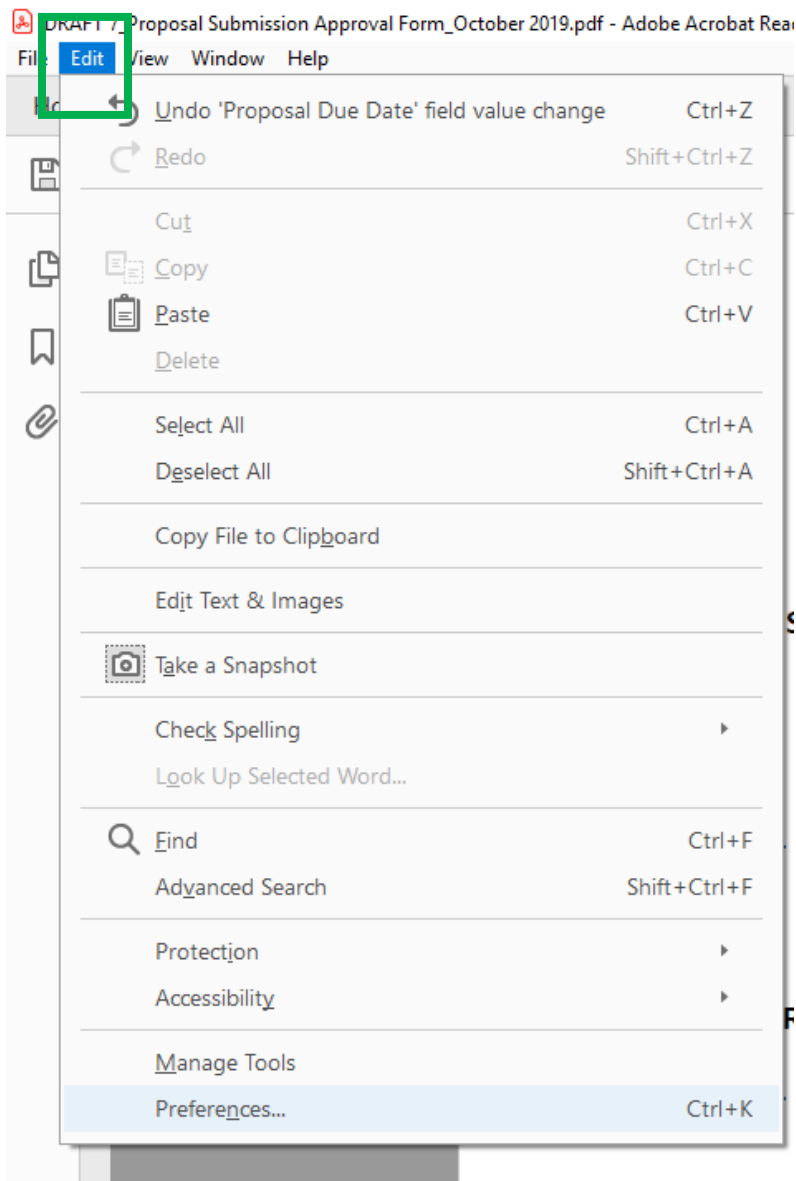 DRAFT 7_Proposal Submission Approval Form_October 2019.pdf - Adobe Acrobat Rea
File Edit View Window Help
Undo 'Proposal Due Date' field value change Ctrl+Z
Redo Shift+Ctrl+Z
Cut Ctrl+X
Copy Ctrl+C
Paste Ctrl+V
Delete
Select All Ctrl+A
Deselect All Shift+Ctrl+A
Copy File to Clipboard
Edit Text & Images
Take a Snapshot
Check Spelling
Look Up Selected Word...
Find Ctrl+F
Advanced Search Shift+Ctrl+F
Protection
Accessibility
Manage Tools
Preferences... Ctrl+K